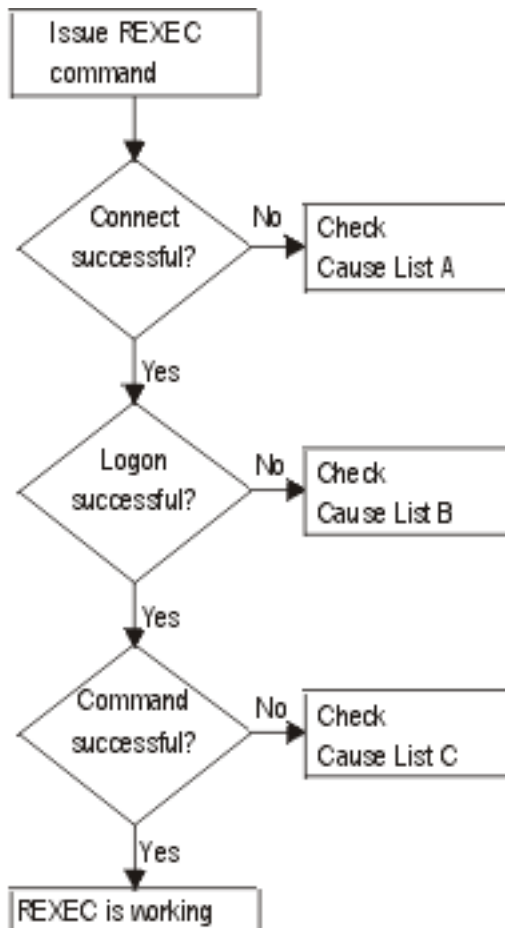 Issue REXEC
command
Connect
successful?
No
Check
Cause List A
Yes
Logon
successful?
No
Check
Cause List B
Yes
Command
successful?
No
Check
Cause List C
Yes
REXEC is working